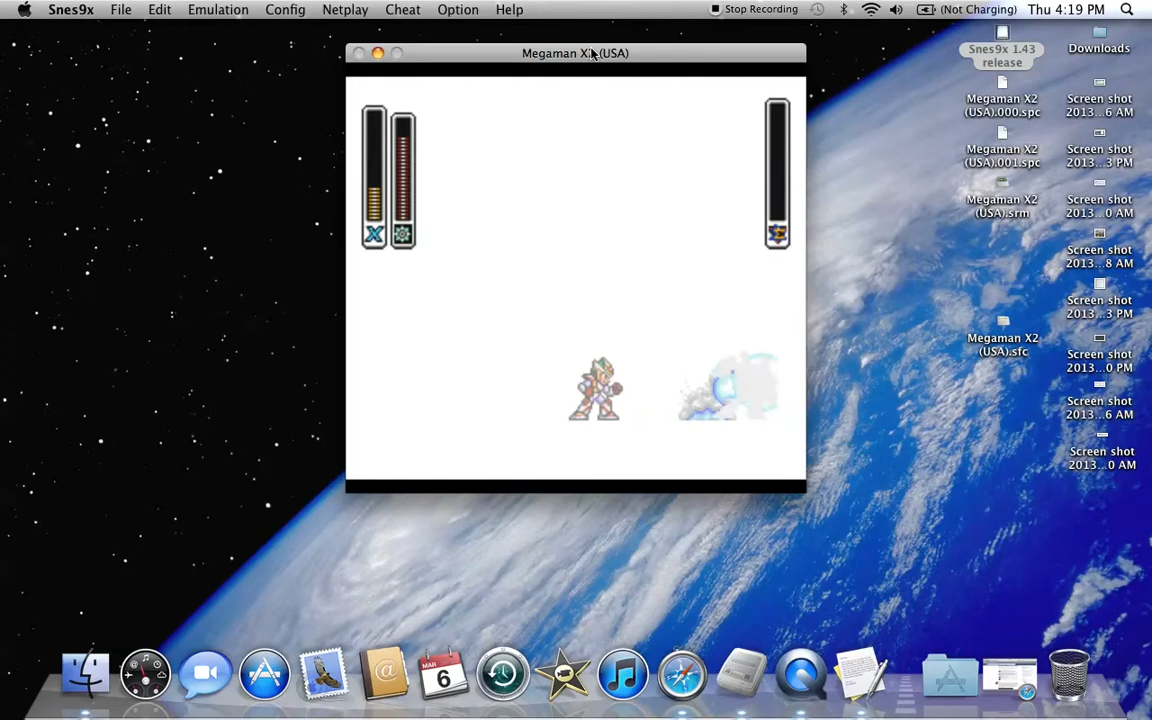 Snes9x File Edit Emulation Config Netplay Cheat Option Help Stop Recording (Not Charging) Thu 4:19 PM
Megaman X2 (USA)
X
Snes9x 1.43
release
Downloads
Megaman X2
(USA).000.spc
Screen shot
2013...6 AM
Megaman X2
(USA).001.spc
Screen shot
2013...3 PM
Megaman X2
(USA).srm
Screen shot
2013...0 AM
Screen shot
2013...8 AM
Screen shot
2013...3 PM
Megaman X2
(USA).sfc
Screen shot
2013...0 PM
Screen shot
2013...6 AM
Screen shot
2013...0 AM
MAR
6